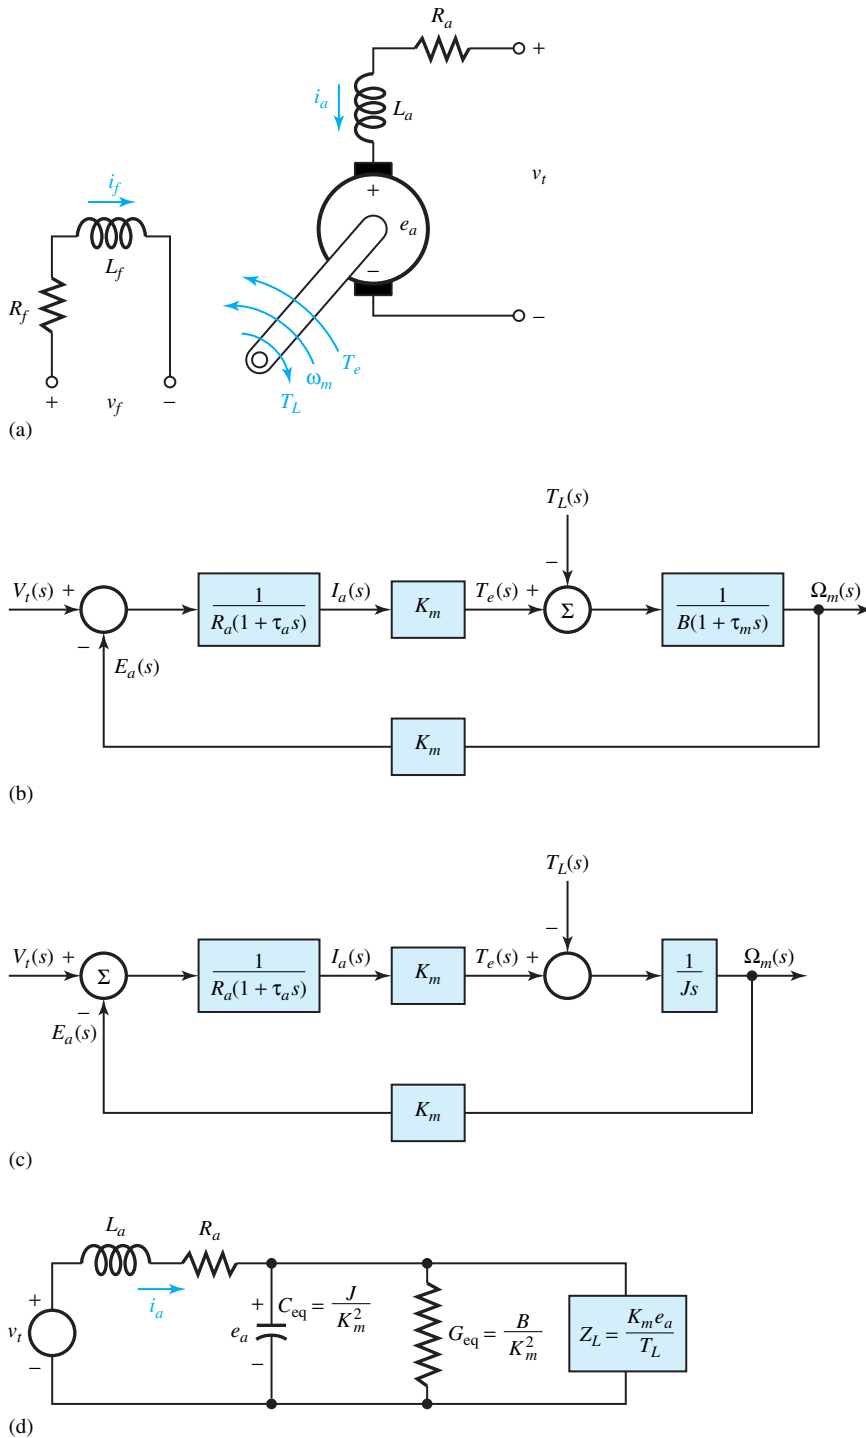 R_a
+
i_a
L_a
v_t
i_f
+
e_a
L_f
−
R_f
−
T_e
ω_m
T_L
+ v_f −
(a)
T_L(s)
−
V_t(s) + 1 / R_a(1 + τ_a s) I_a(s) K_m T_e(s) + Σ 1 / B(1 + τ_m s) Ω_m(s)
−
E_a(s)
K_m
(b)
T_L(s)
−
V_t(s) + Σ 1 / R_a(1 + τ_a s) I_a(s) K_m T_e(s) + 1 / Js Ω_m(s)
−
E_a(s)
K_m
(c)
L_a R_a
i_a
+
v_t
−
+
e_a
−
C_eq = J / K_m^2
G_eq = B / K_m^2
Z_L = K_m e_a / T_L
(d)